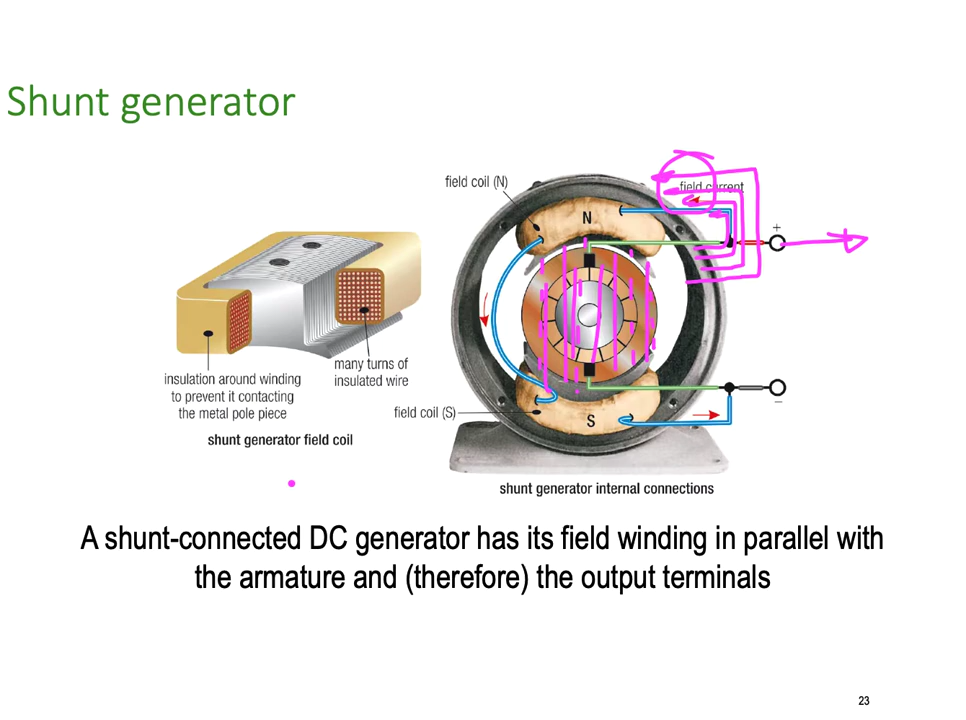 Shunt generator
field coil (N)
field current
N
+
insulation around winding
to prevent it contacting
the metal pole piece
many turns of
insulated wire
shunt generator field coil
field coil (S)
S
–
shunt generator internal connections
A shunt-connected DC generator has its field winding in parallel with
the armature and (therefore) the output terminals
23